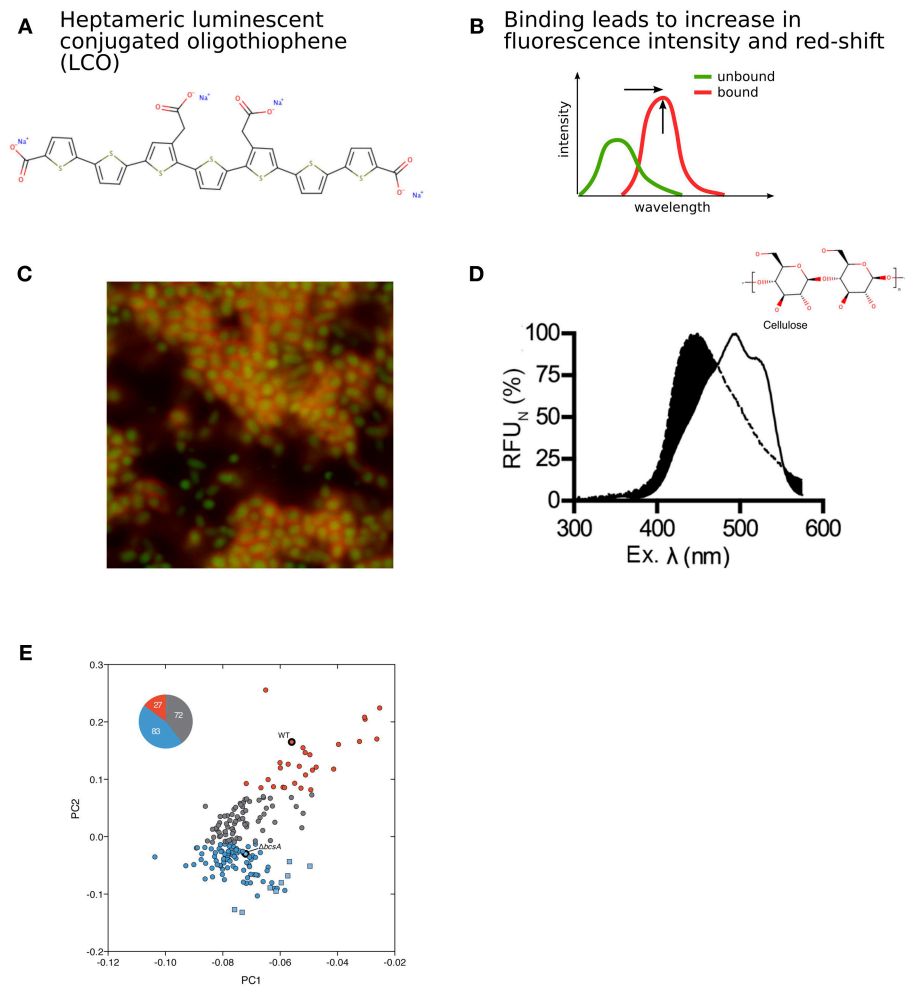 A
Heptameric luminescent
conjugated oligothiophene
(LCO)
O
O⁻
Na⁺
O
O⁻
Na⁺
Na⁺
O⁻
O
S
S
S
S
S
S
S
O
O⁻
Na⁺
B
Binding leads to increase in
fluorescence intensity and red-shift
unbound
bound
intensity
wavelength
C
D
Cellulose
100
75
50
25
0
RFU_N (%)
300
400
500
600
Ex. λ (nm)
E
0.3
0.2
0.1
0.0
-0.1
-0.2
PC2
27
72
83
WT
ΔbcsA
-0.12
-0.10
-0.08
-0.06
-0.04
-0.02
PC1